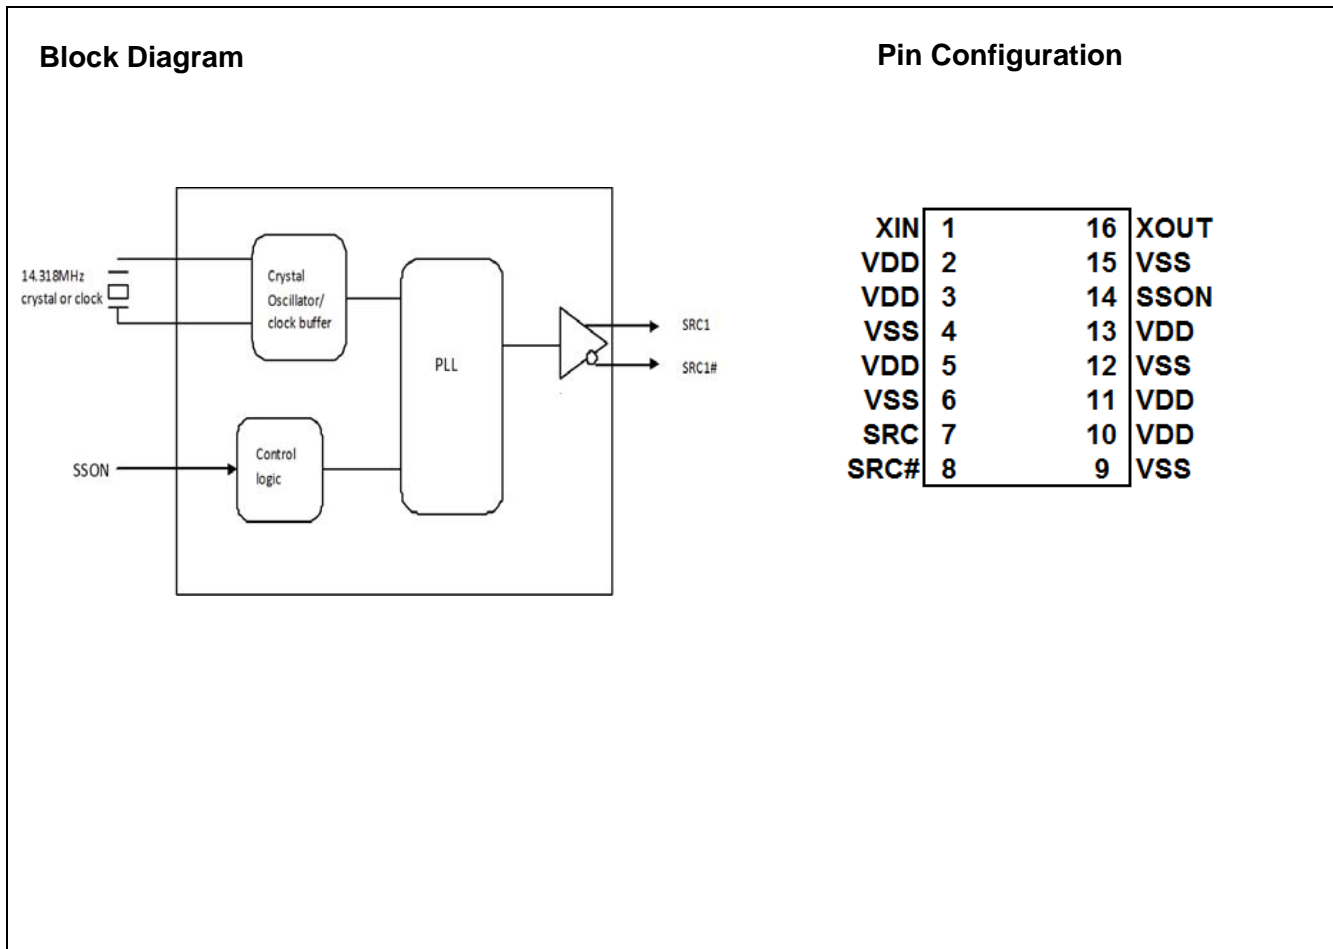 Block Diagram
Pin Configuration
14.318MHz
crystal or clock
Crystal
Oscillator/
clock buffer
PLL
SRC1
SRC1#
SSON
Control
logic
XIN 1 16 XOUT
VDD 2 15 VSS
VDD 3 14 SSON
VSS 4 13 VDD
VDD 5 12 VSS
VSS 6 11 VDD
SRC 7 10 VDD
SRC# 8 9 VSS